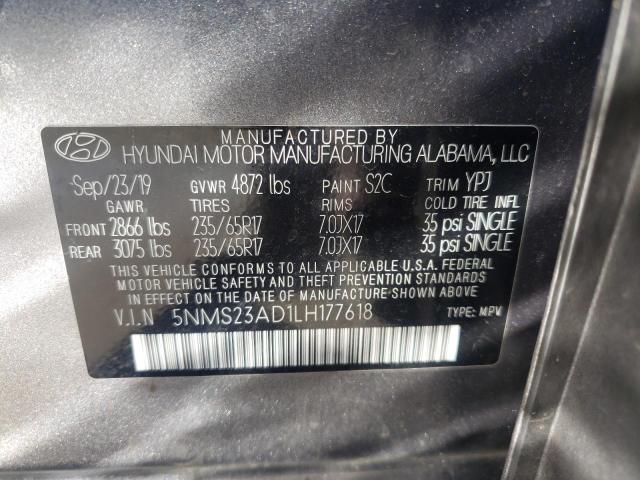 MANUFACTURED BY
HYUNDAI MOTOR MANUFACTURING ALABAMA, LLC
Sep/23/19 GVWR 4872 lbs PAINT S2C TRIM YPJ
GAWR TIRES RIMS COLD TIRE INFL
FRONT 2866 lbs 235/65R17 7.0JX17 35 psi SINGLE
REAR 3075 lbs 235/65R17 7.0JX17 35 psi SINGLE
THIS VEHICLE CONFORMS TO ALL APPLICABLE U.S.A. FEDERAL
MOTOR VEHICLE SAFETY, BUMPER, AND THEFT PREVENTION STANDARDS
IN EFFECT ON THE DATE OF MANUFACTURE SHOWN ABOVE.
V.I.N 5NMS23AD1LH177618 TYPE: MPV